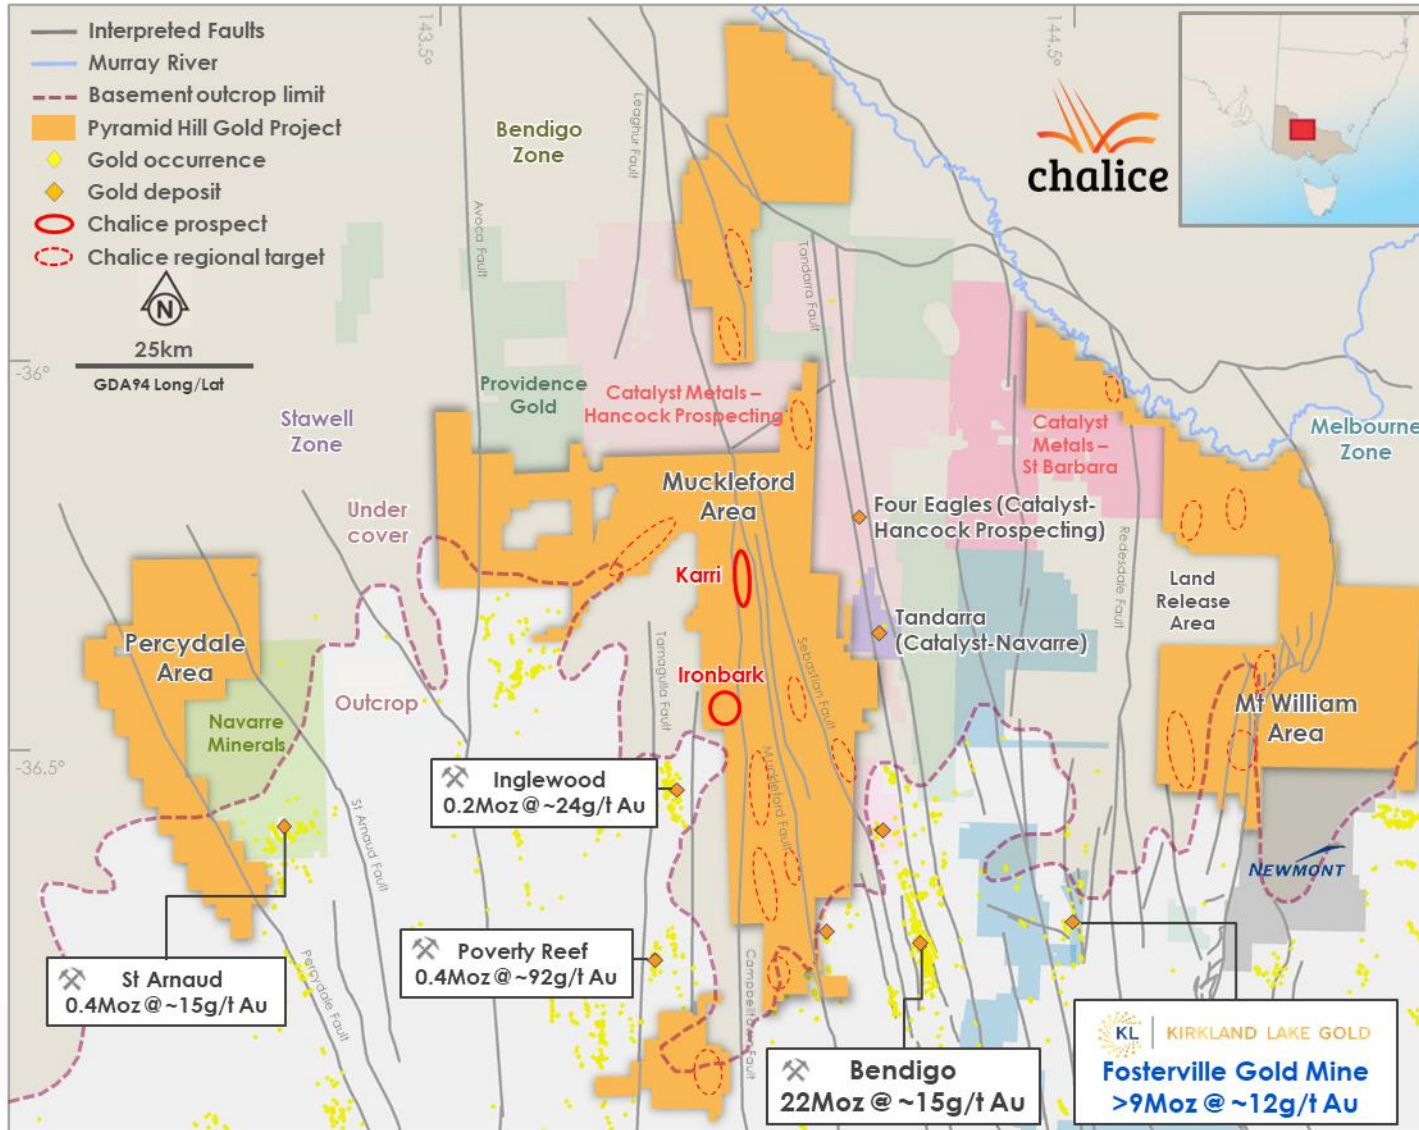 Interpreted Faults
Murray River
Basement outcrop limit
Pyramid Hill Gold Project
Gold occurrence
Gold deposit
Chalice prospect
Chalice regional target
N
25km
GDA94 Long/Lat
143.5°
144.5°
-36°
-36.5°
chalice
Bendigo
Zone
Leaghur Fault
Avoca Fault
Tandarra Fault
Providence
Gold
Catalyst Metals –
Hancock Prospecting
Catalyst
Metals –
St Barbara
Melbourne
Zone
Stawell
Zone
Under
cover
Muckleford
Area
Four Eagles (Catalyst-
Hancock Prospecting)
Karri
Redesdale Fault
Land
Release
Area
Tandarra
(Catalyst-Navarre)
Percydale
Area
Tarnagulla Fault
Sebastian Fault
Ironbark
Outcrop
Navarre
Minerals
Mt William
Area
Inglewood
0.2Moz @ ~24g/t Au
Muckleford Fault
St Arnaud Fault
NEWMONT
Poverty Reef
0.4Moz @ ~92g/t Au
St Arnaud
0.4Moz @ ~15g/t Au
Percydale Fault
Campbelltown Fault
Bendigo
22Moz @ ~15g/t Au
KL
KIRKLAND LAKE GOLD
Fosterville Gold Mine
>9Moz @ ~12g/t Au